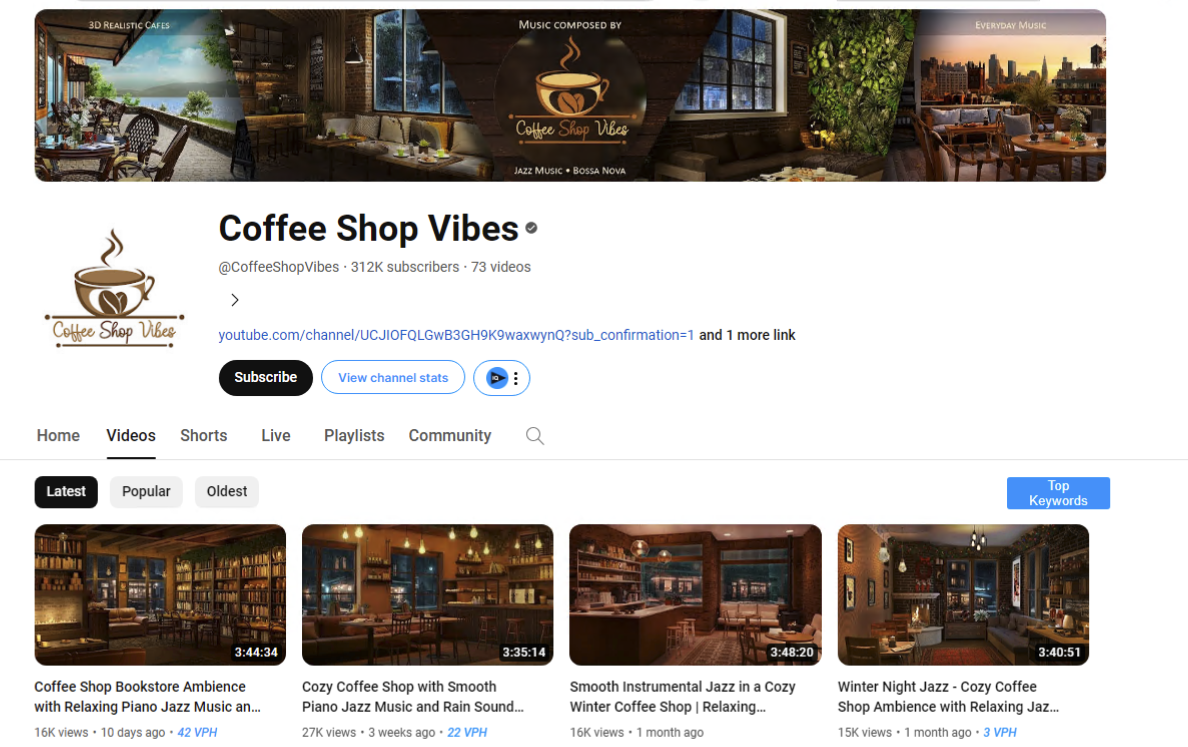 3D Realistic Cafes
Music composed by
Everyday Music
Coffee Shop Vibes
Jazz Music • Bossa Nova
Coffee Shop Vibes
Coffee Shop Vibes
@CoffeeShopVibes · 312K subscribers · 73 videos
youtube.com/channel/UCJIOFQLGwB3GH9K9waxwynQ?sub_confirmation=1 and 1 more link
Subscribe
View channel stats
Home
Videos
Shorts
Live
Playlists
Community
Latest
Popular
Oldest
Top
Keywords
3:44:34
3:35:14
3:48:20
3:40:51
Coffee Shop Bookstore Ambience
with Relaxing Piano Jazz Music an...
16K views • 10 days ago • 42 VPH
Cozy Coffee Shop with Smooth
Piano Jazz Music and Rain Sound...
27K views • 3 weeks ago • 22 VPH
Smooth Instrumental Jazz in a Cozy
Winter Coffee Shop | Relaxing...
16K views • 1 month ago
Winter Night Jazz - Cozy Coffee
Shop Ambience with Relaxing Jaz...
15K views • 1 month ago • 3 VPH